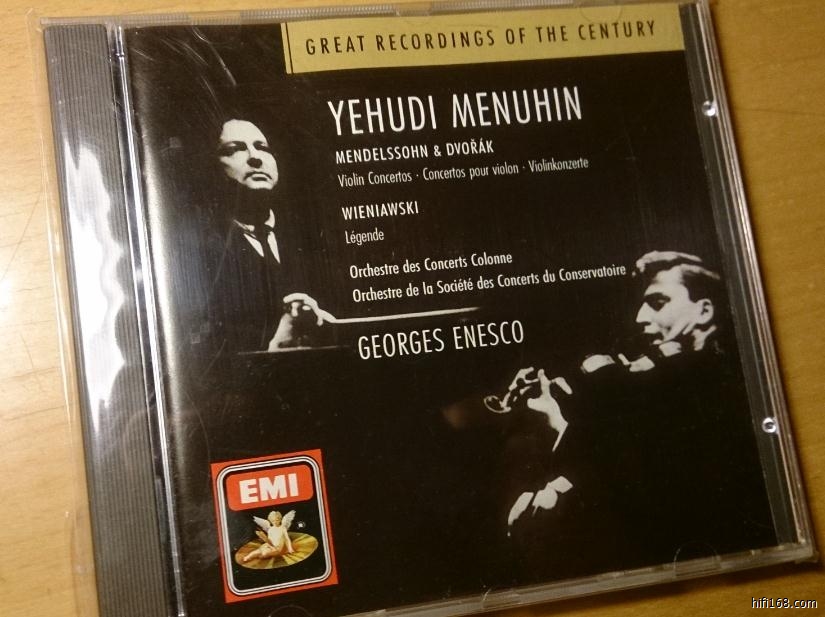 GREAT RECORDINGS OF THE CENTURY
YEHUDI MENUHIN
MENDELSSOHN & DVOŘÁK
Violin Concertos · Concertos pour violon · Violinkonzerte
WIENIAWSKI
Légende
Orchestre des Concerts Colonne
Orchestre de la Société des Concerts du Conservatoire
GEORGES ENESCO
EMI
hifi168.com